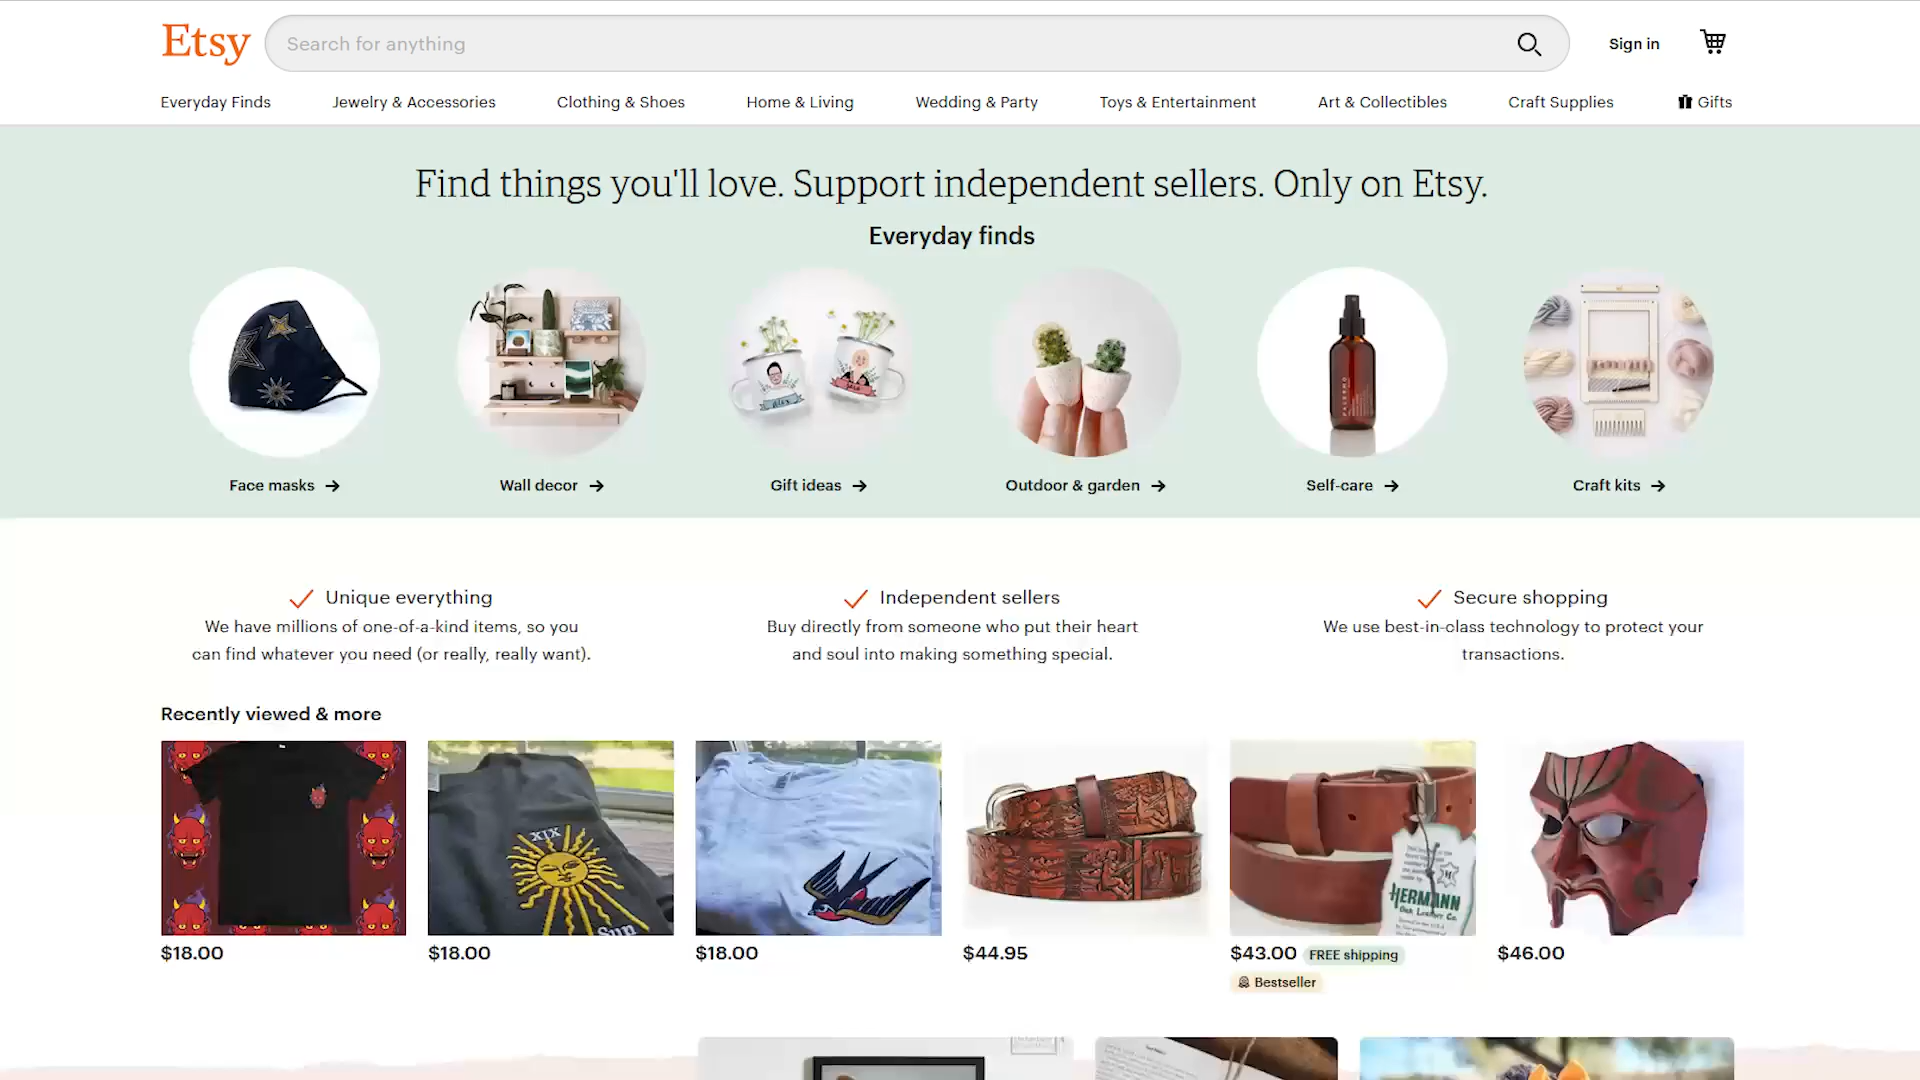 Etsy
Search for anything
Sign in
Everyday Finds
Jewelry & Accessories
Clothing & Shoes
Home & Living
Wedding & Party
Toys & Entertainment
Art & Collectibles
Craft Supplies
Gifts
Find things you'll love. Support independent sellers. Only on Etsy.
Everyday finds
Face masks
Wall decor
Gift ideas
Outdoor & garden
Self-care
Craft kits
Unique everything
We have millions of one-of-a-kind items, so you
can find whatever you need (or really, really want).
Independent sellers
Buy directly from someone who put their heart
and soul into making something special.
Secure shopping
We use best-in-class technology to protect your
transactions.
Recently viewed & more
XIX
Sun
HERMANN
Oak Leather Co.
$18.00
$18.00
$18.00
$44.95
$43.00
FREE shipping
Bestseller
$46.00